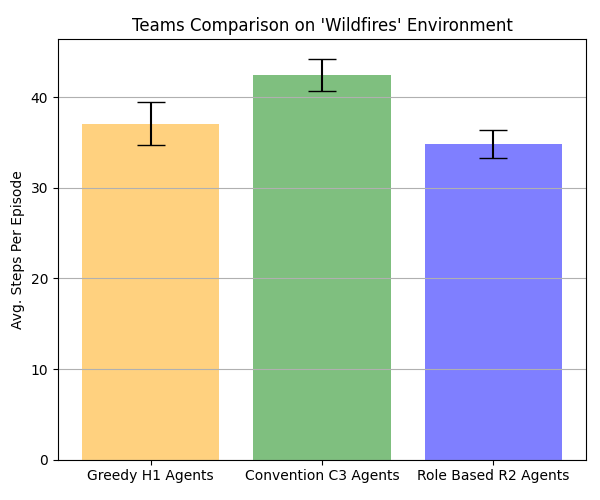 Teams Comparison on 'Wildfires' Environment
Avg. Steps Per Episode
40
30
20
10
0
Greedy H1 Agents
Convention C3 Agents
Role Based R2 Agents